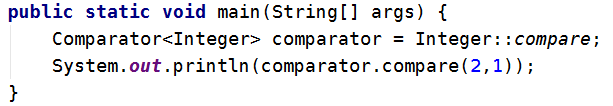 public static void main(String[] args) {
    Comparator<Integer> comparator = Integer::compare;
    System.out.println(comparator.compare(2,1));
}